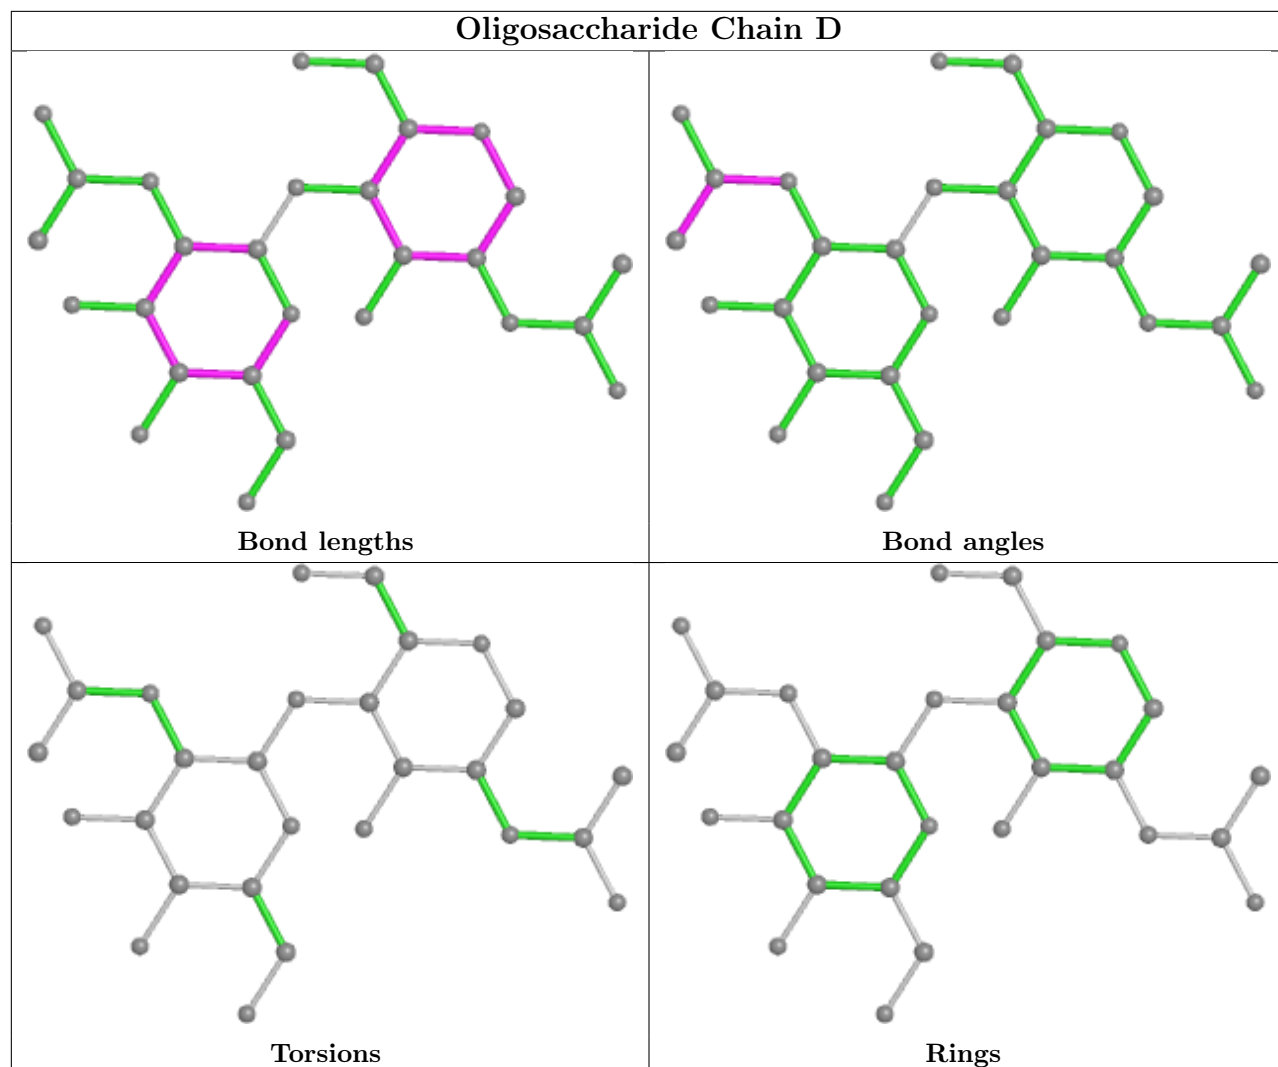 Oligosaccharide Chain D
Bond lengths
Bond angles
Torsions
Rings